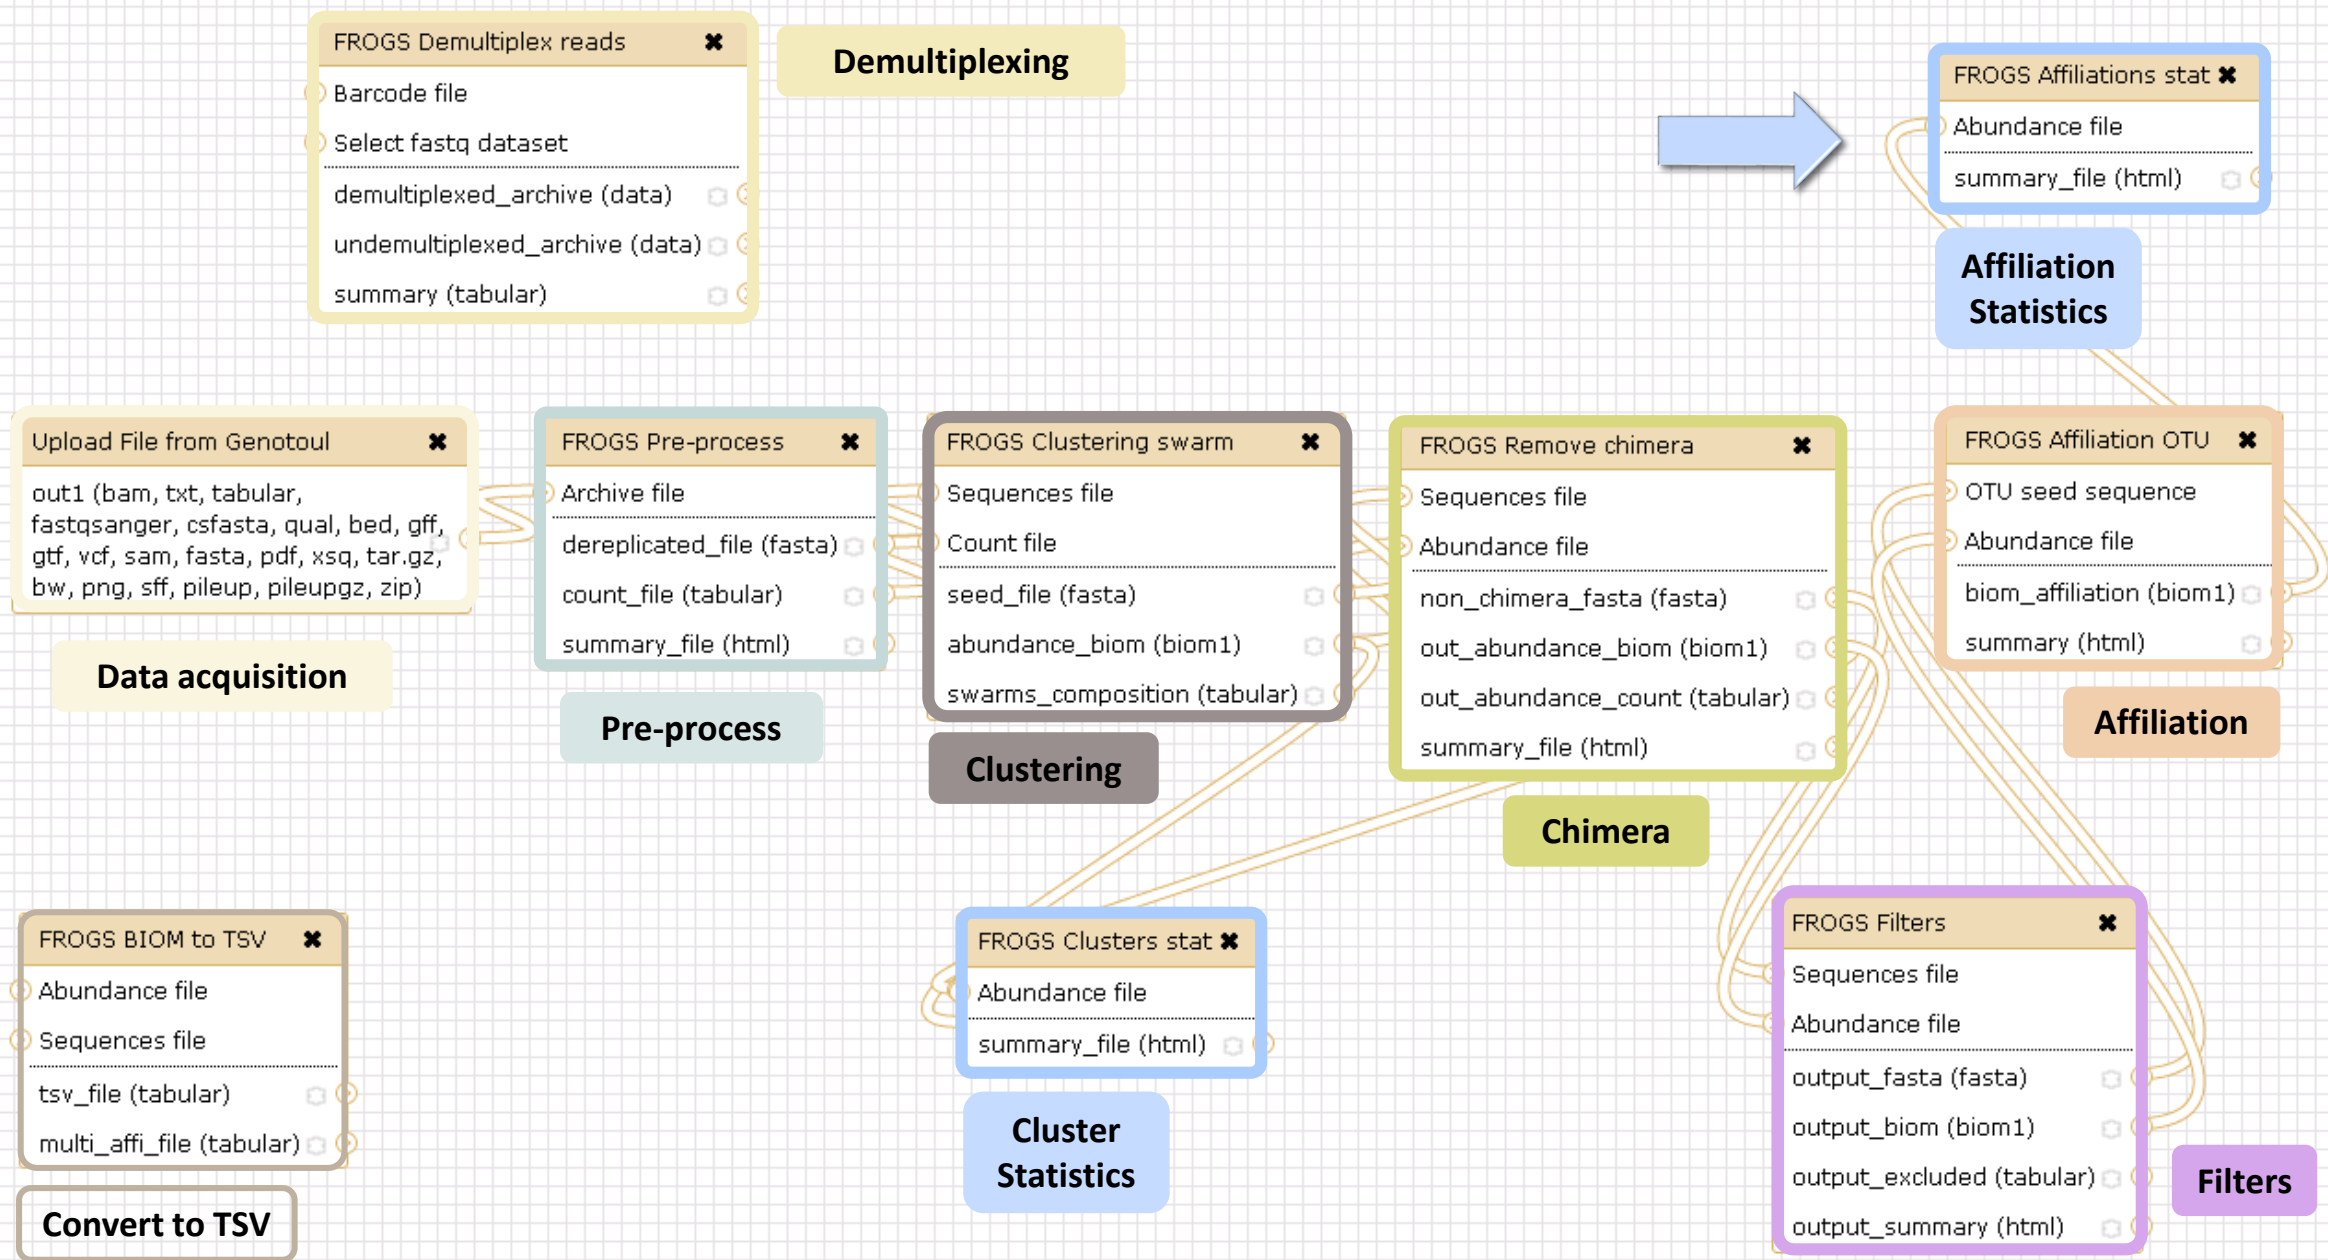 FROGS Demultiplex reads
Barcode file
Select fastq dataset
demultiplexed_archive (data)
undemultiplexed_archive (data)
summary (tabular)
Demultiplexing
FROGS Affiliations stat
Abundance file
summary_file (html)
Affiliation
Statistics
Upload File from Genotoul
out1 (bam, txt, tabular,
fastqsanger, csfasta, qual, bed, gff,
gtf, vcf, sam, fasta, pdf, xsq, tar.gz,
bw, png, sff, pileup, pileupgz, zip)
Data acquisition
FROGS Pre-process
Archive file
dereplicated_file (fasta)
count_file (tabular)
summary_file (html)
Pre-process
FROGS Clustering swarm
Sequences file
Count file
seed_file (fasta)
abundance_biom (biom1)
swarms_composition (tabular)
Clustering
FROGS Remove chimera
Sequences file
Abundance file
non_chimera_fasta (fasta)
out_abundance_biom (biom1)
out_abundance_count (tabular)
summary_file (html)
Chimera
FROGS Affiliation OTU
OTU seed sequence
Abundance file
biom_affiliation (biom1)
summary (html)
Affiliation
FROGS BIOM to TSV
Abundance file
Sequences file
tsv_file (tabular)
multi_affi_file (tabular)
Convert to TSV
FROGS Clusters stat
Abundance file
summary_file (html)
Cluster
Statistics
FROGS Filters
Sequences file
Abundance file
output_fasta (fasta)
output_biom (biom1)
output_excluded (tabular)
output_summary (html)
Filters